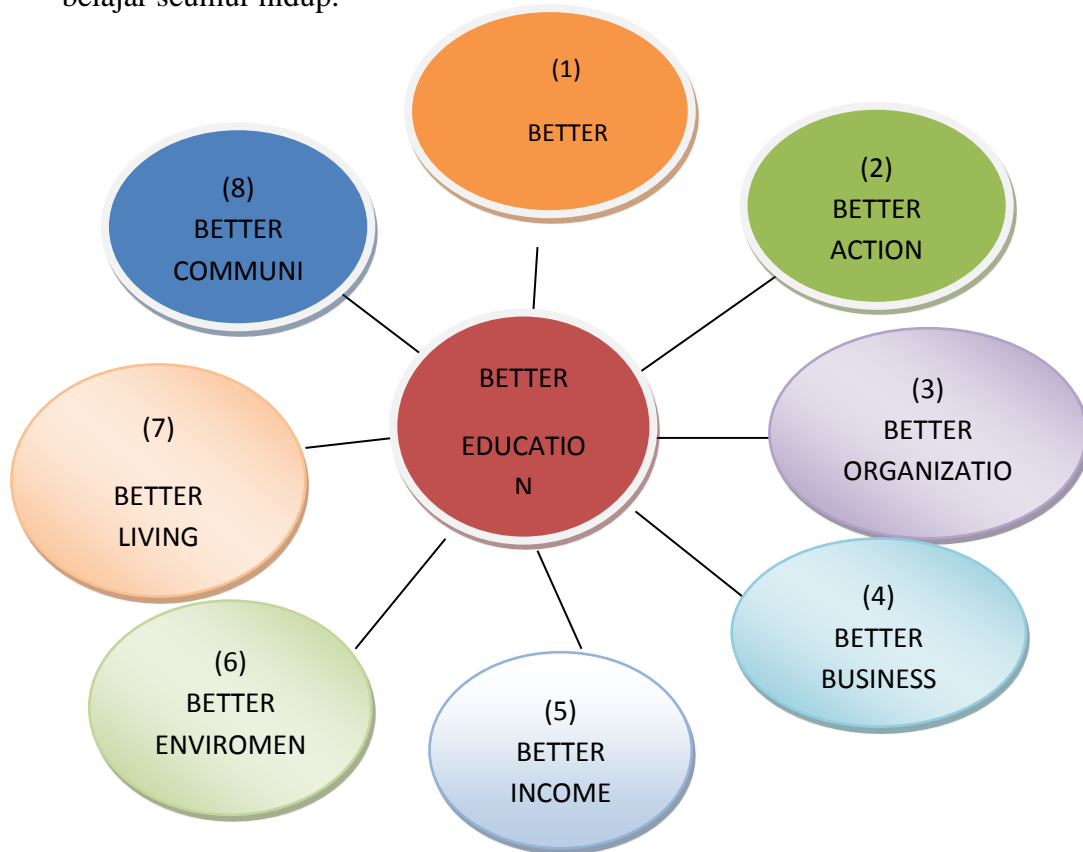 belajar seumur hidup.
(1)
BETTER
(2)
BETTER
ACTION
(3)
BETTER
ORGANIZATIO
(4)
BETTER
BUSINESS
(5)
BETTER
INCOME
(6)
BETTER
ENVIROMEN
(7)
BETTER
LIVING
(8)
BETTER
COMMUNI
BETTER
EDUCATIO
N